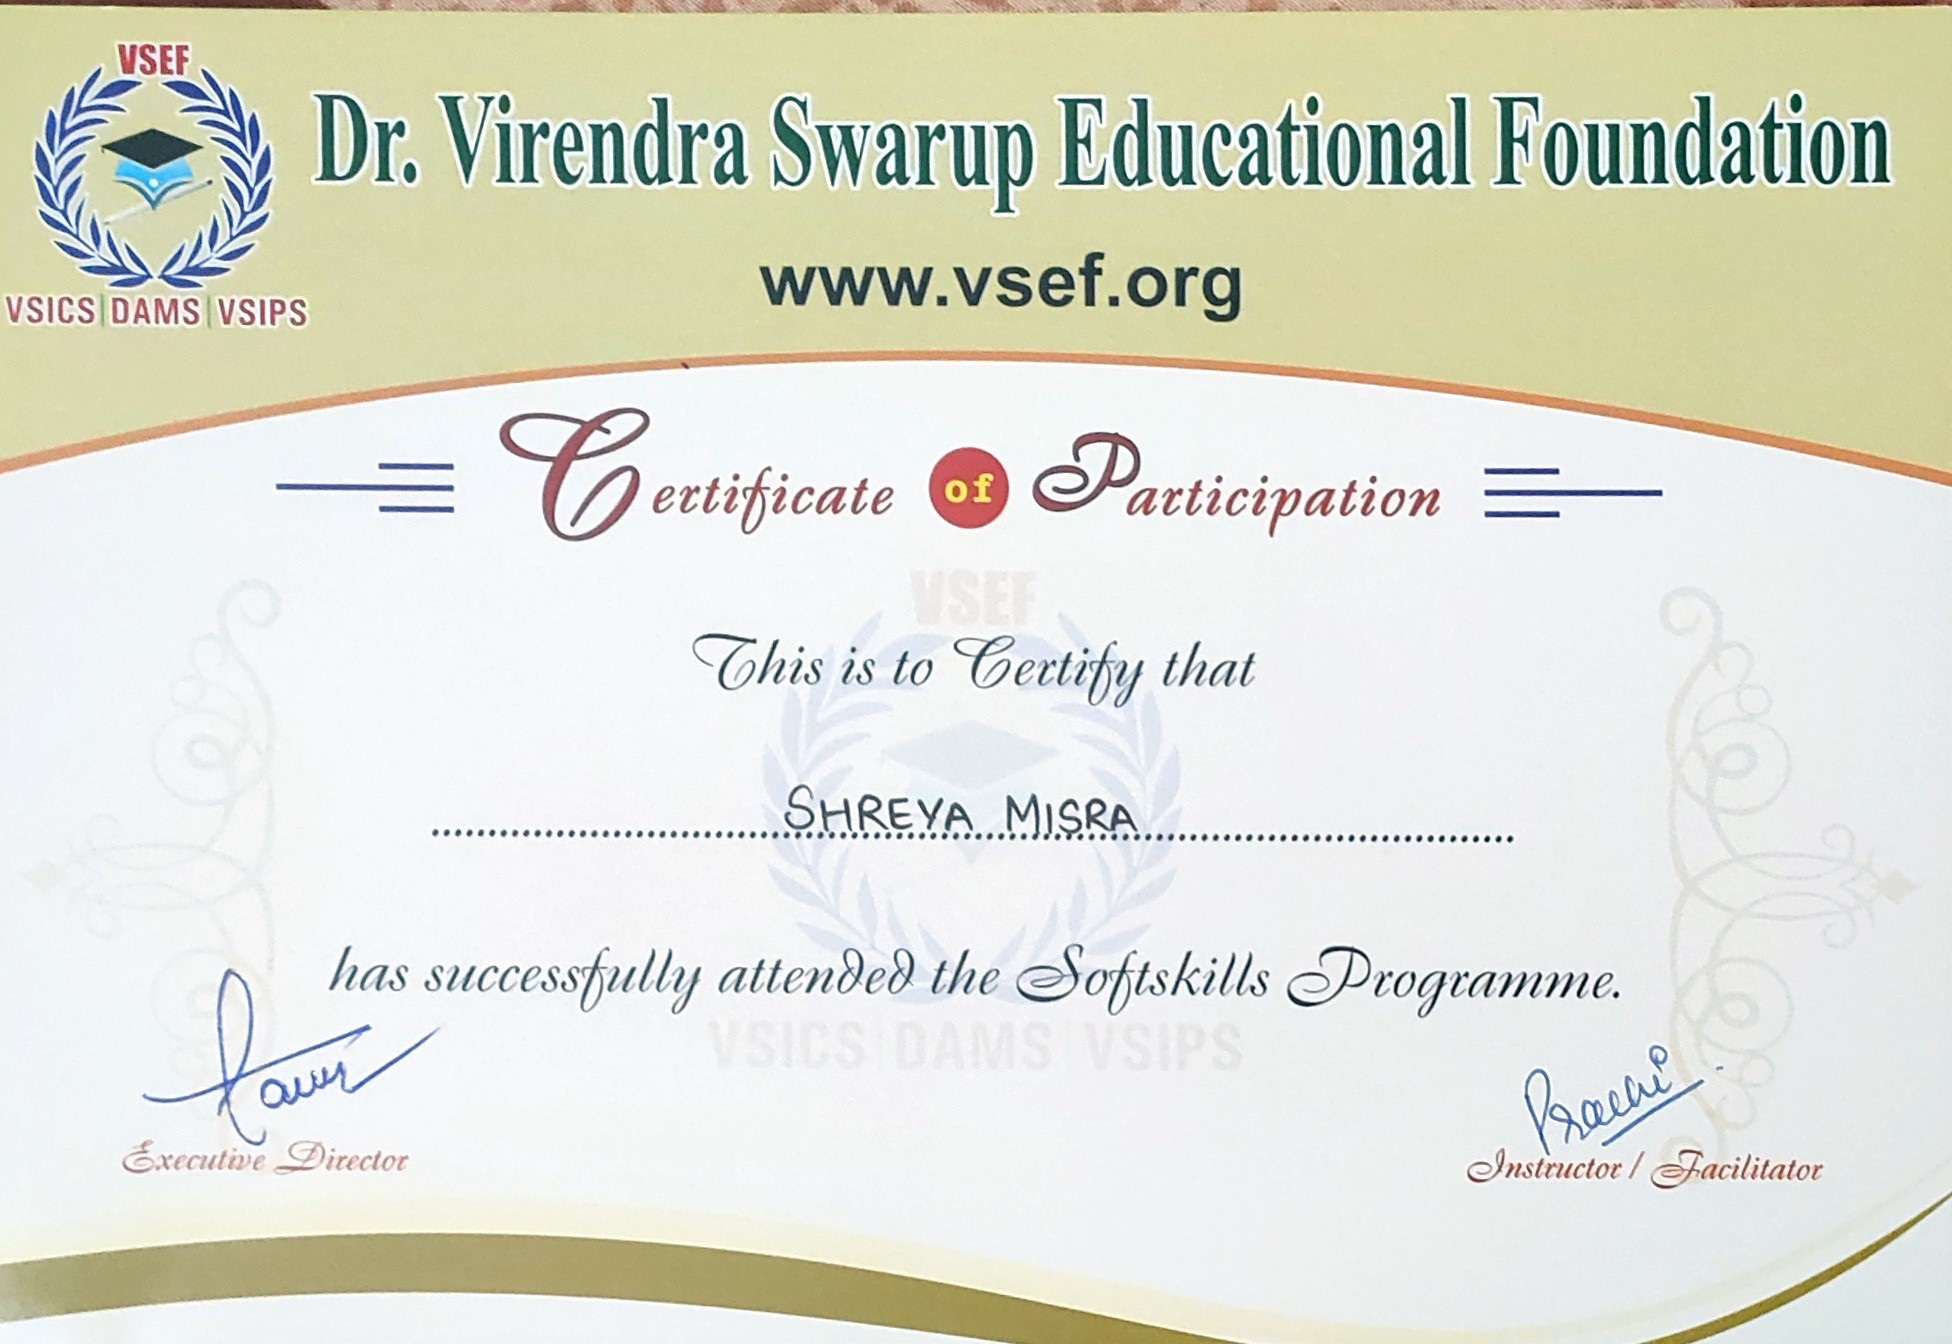 VSEF
Dr. Virendra Swarup Educational Foundation
www.vsef.org
VSICS | DAMS | VSIPS
Certificate of Participation
VSEF
This is to Certify that
SHREYA MISRA
has successfully attended the Softskills Programme.
VSICS | DAMS | VSIPS
Prachi
Executive Director
Instructor / Facilitator